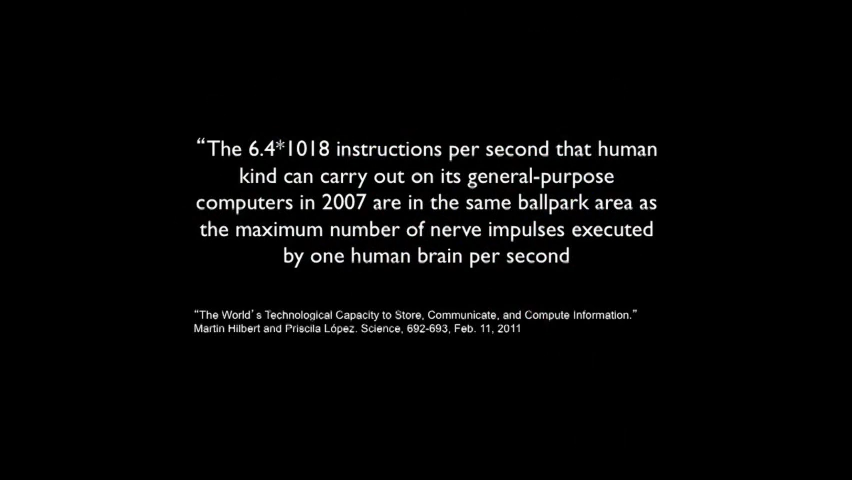 “The 6.4*1018 instructions per second that human
kind can carry out on its general-purpose
computers in 2007 are in the same ballpark area as
the maximum number of nerve impulses executed
by one human brain per second
“The World’s Technological Capacity to Store, Communicate, and Compute Information.”
Martin Hilbert and Priscila López. Science, 692-693, Feb. 11, 2011